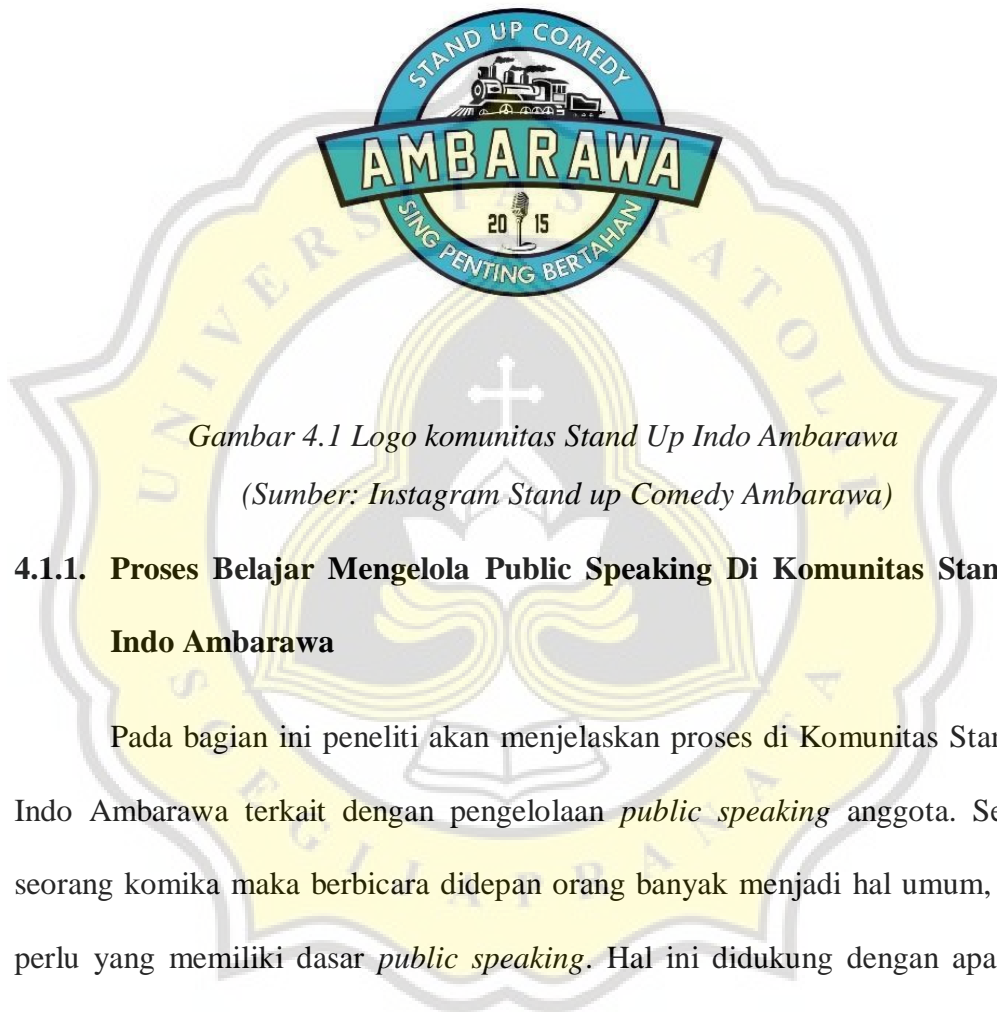 STAND UP COMEDY
AMBARAWA
20 15
SING PENTING BERTAHAN
UNIVERSITAS KATOLIK
SOEGIJAPRANATA
Gambar 4.1 Logo komunitas Stand Up Indo Ambarawa
(Sumber: Instagram Stand up Comedy Ambarawa)
4.1.1. Proses Belajar Mengelola Public Speaking Di Komunitas Stan
Indo Ambarawa
Pada bagian ini peneliti akan menjelaskan proses di Komunitas Star
Indo Ambarawa terkait dengan pengelolaan public speaking anggota. Se
seorang komika maka berbicara didepan orang banyak menjadi hal umum,
perlu yang memiliki dasar public speaking. Hal ini didukung dengan apa